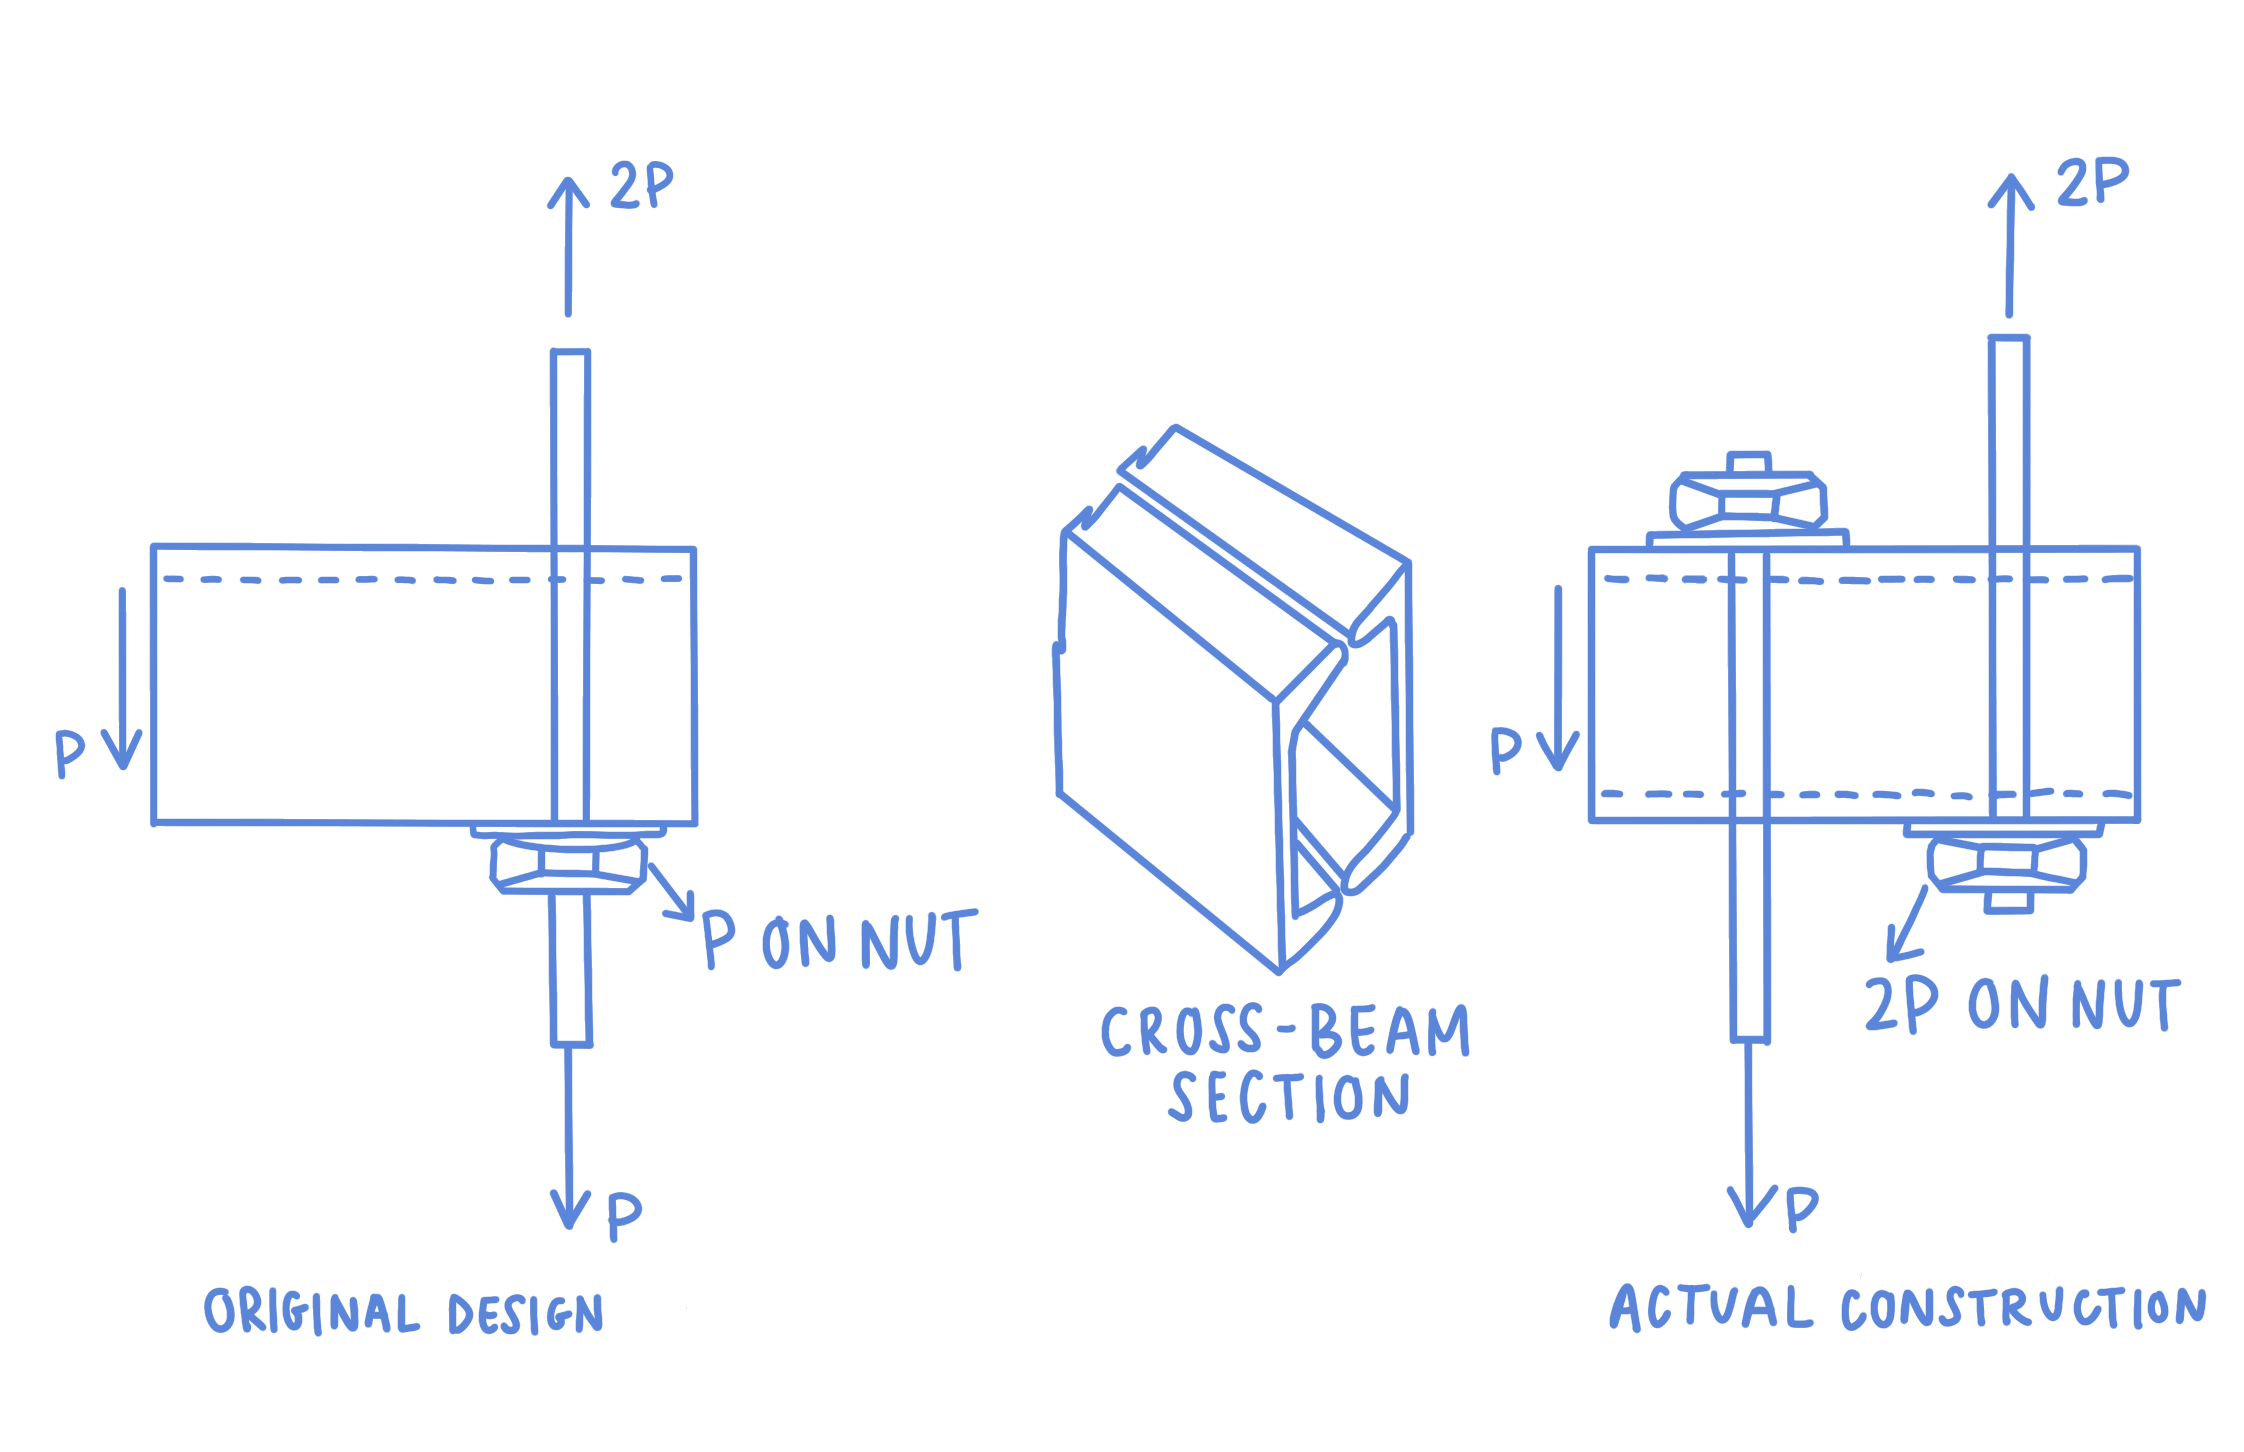 2P
P
P ON NUT
P
ORIGINAL DESIGN
CROSS-BEAM
SECTION
2P
P
2P ON NUT
P
ACTUAL CONSTRUCTION